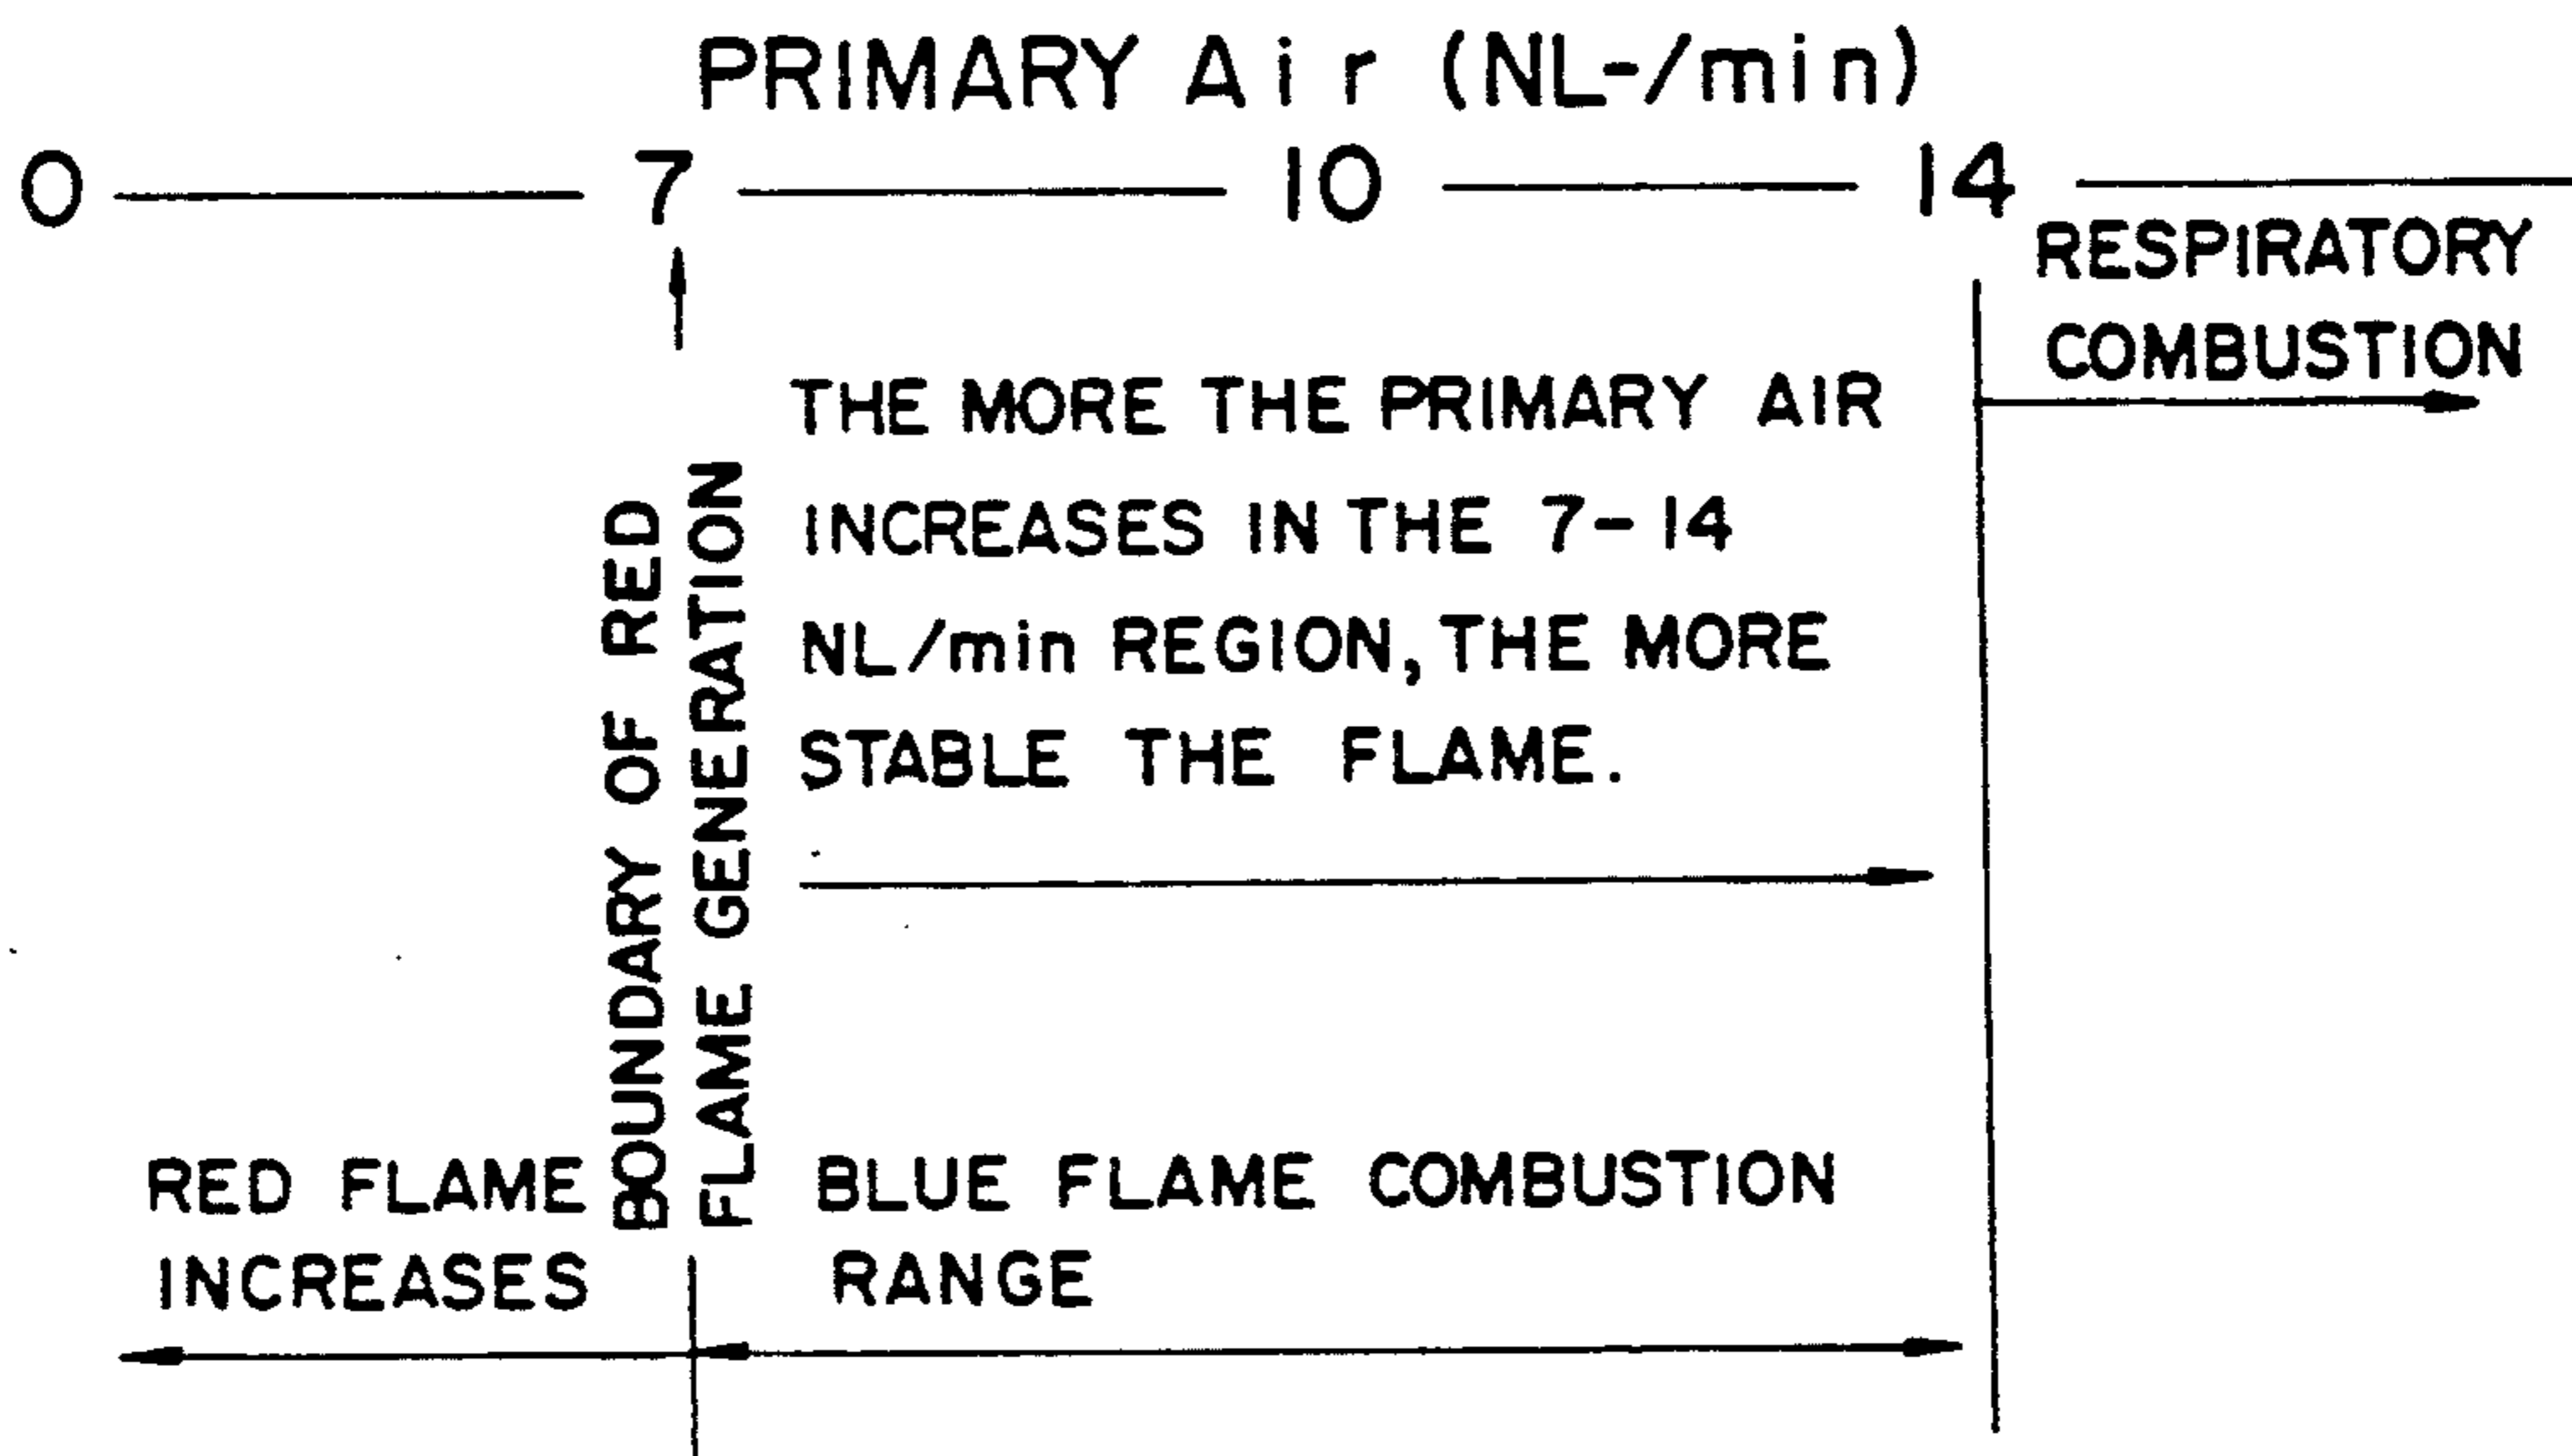 PRIMARY Air (NL-/min)
0 7 10 14
RESPIRATORY
COMBUSTION
THE MORE THE PRIMARY AIR
INCREASES IN THE 7-14
NL/min REGION, THE MORE
STABLE THE FLAME.
BOUNDARY OF RED
FLAME GENERATION
RED FLAME
INCREASES
BLUE FLAME COMBUSTION
RANGE